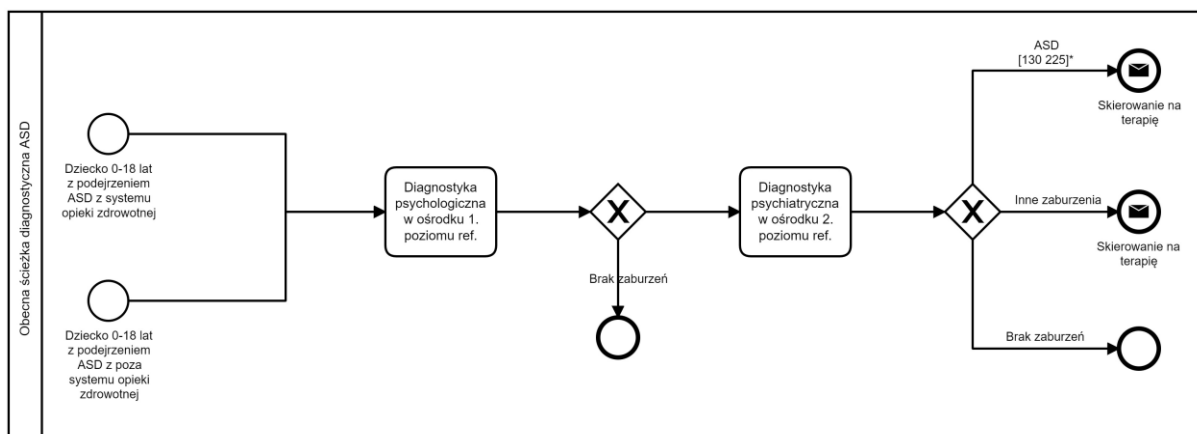 Obecna ścieżka diagnostyczna ASD
Dziecko 0-18 lat
z podejrzeniem
ASD z systemu
opieki zdrowotnej
Dziecko 0-18 lat
z podejrzeniem
ASD z poza
systemu opieki
zdrowotnej
Diagnostyka
psychologiczna
w ośrodku 1.
poziomu ref.
Brak zaburzeń
Diagnostyka
psychiatryczna
w ośrodku 2.
poziomu ref.
ASD
[130 225]*
Skierowanie na
terapię
Inne zaburzenia
Skierowanie na
terapię
Brak zaburzeń